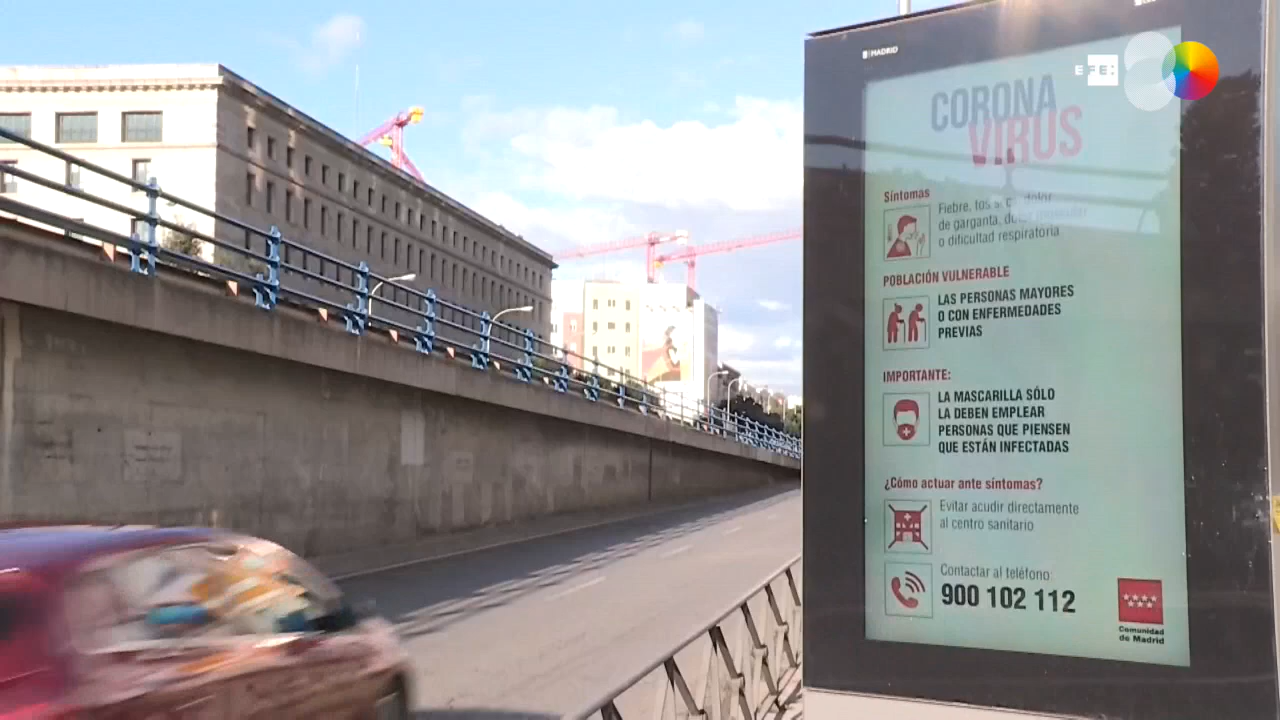 MADRID
EFE:
CORONA
VIRUS
Síntomas
Fiebre, tos
de garganta,
o dificultad respiratoria
POBLACIÓN VULNERABLE
LAS PERSONAS MAYORES
O CON ENFERMEDADES
PREVIAS
IMPORTANTE:
LA MASCARILLA SÓLO
LA DEBEN EMPLEAR
PERSONAS QUE PIENSEN
QUE ESTÁN INFECTADAS
¿Cómo actuar ante síntomas?
Evitar acudir directamente
al centro sanitario
Contactar al teléfono:
900 102 112
Comunidad
de Madrid